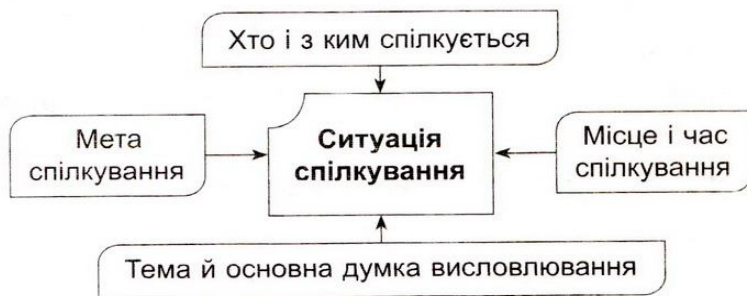 Хто і з ким спілкується
Мета
спілкування
Ситуація
спілкування
Місце і час
спілкування
Тема й основна думка висловлювання